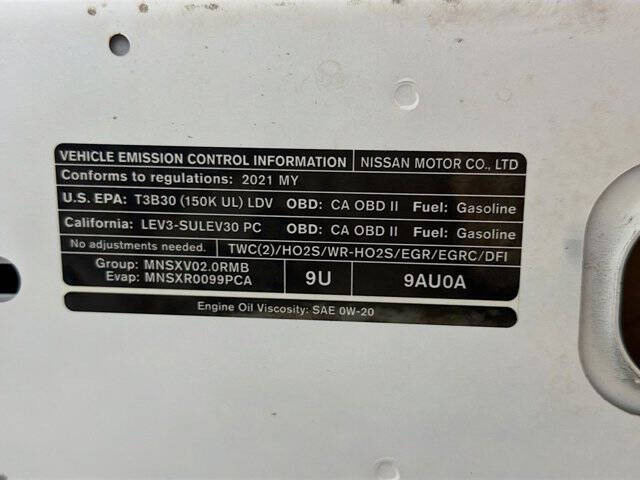 VEHICLE EMISSION CONTROL INFORMATION NISSAN MOTOR CO., LTD
Conforms to regulations: 2021 MY
U.S. EPA: T3B30 (150K UL) LDV OBD: CA OBD II Fuel: Gasoline
California: LEV3-SULEV30 PC OBD: CA OBD II Fuel: Gasoline
No adjustments needed. TWC(2)/HO2S/WR-HO2S/EGR/EGRC/DFI
Group: MNSXV02.0RMB
Evap: MNSXR0099PCA
9U 9AU0A
Engine Oil Viscosity: SAE 0W-20